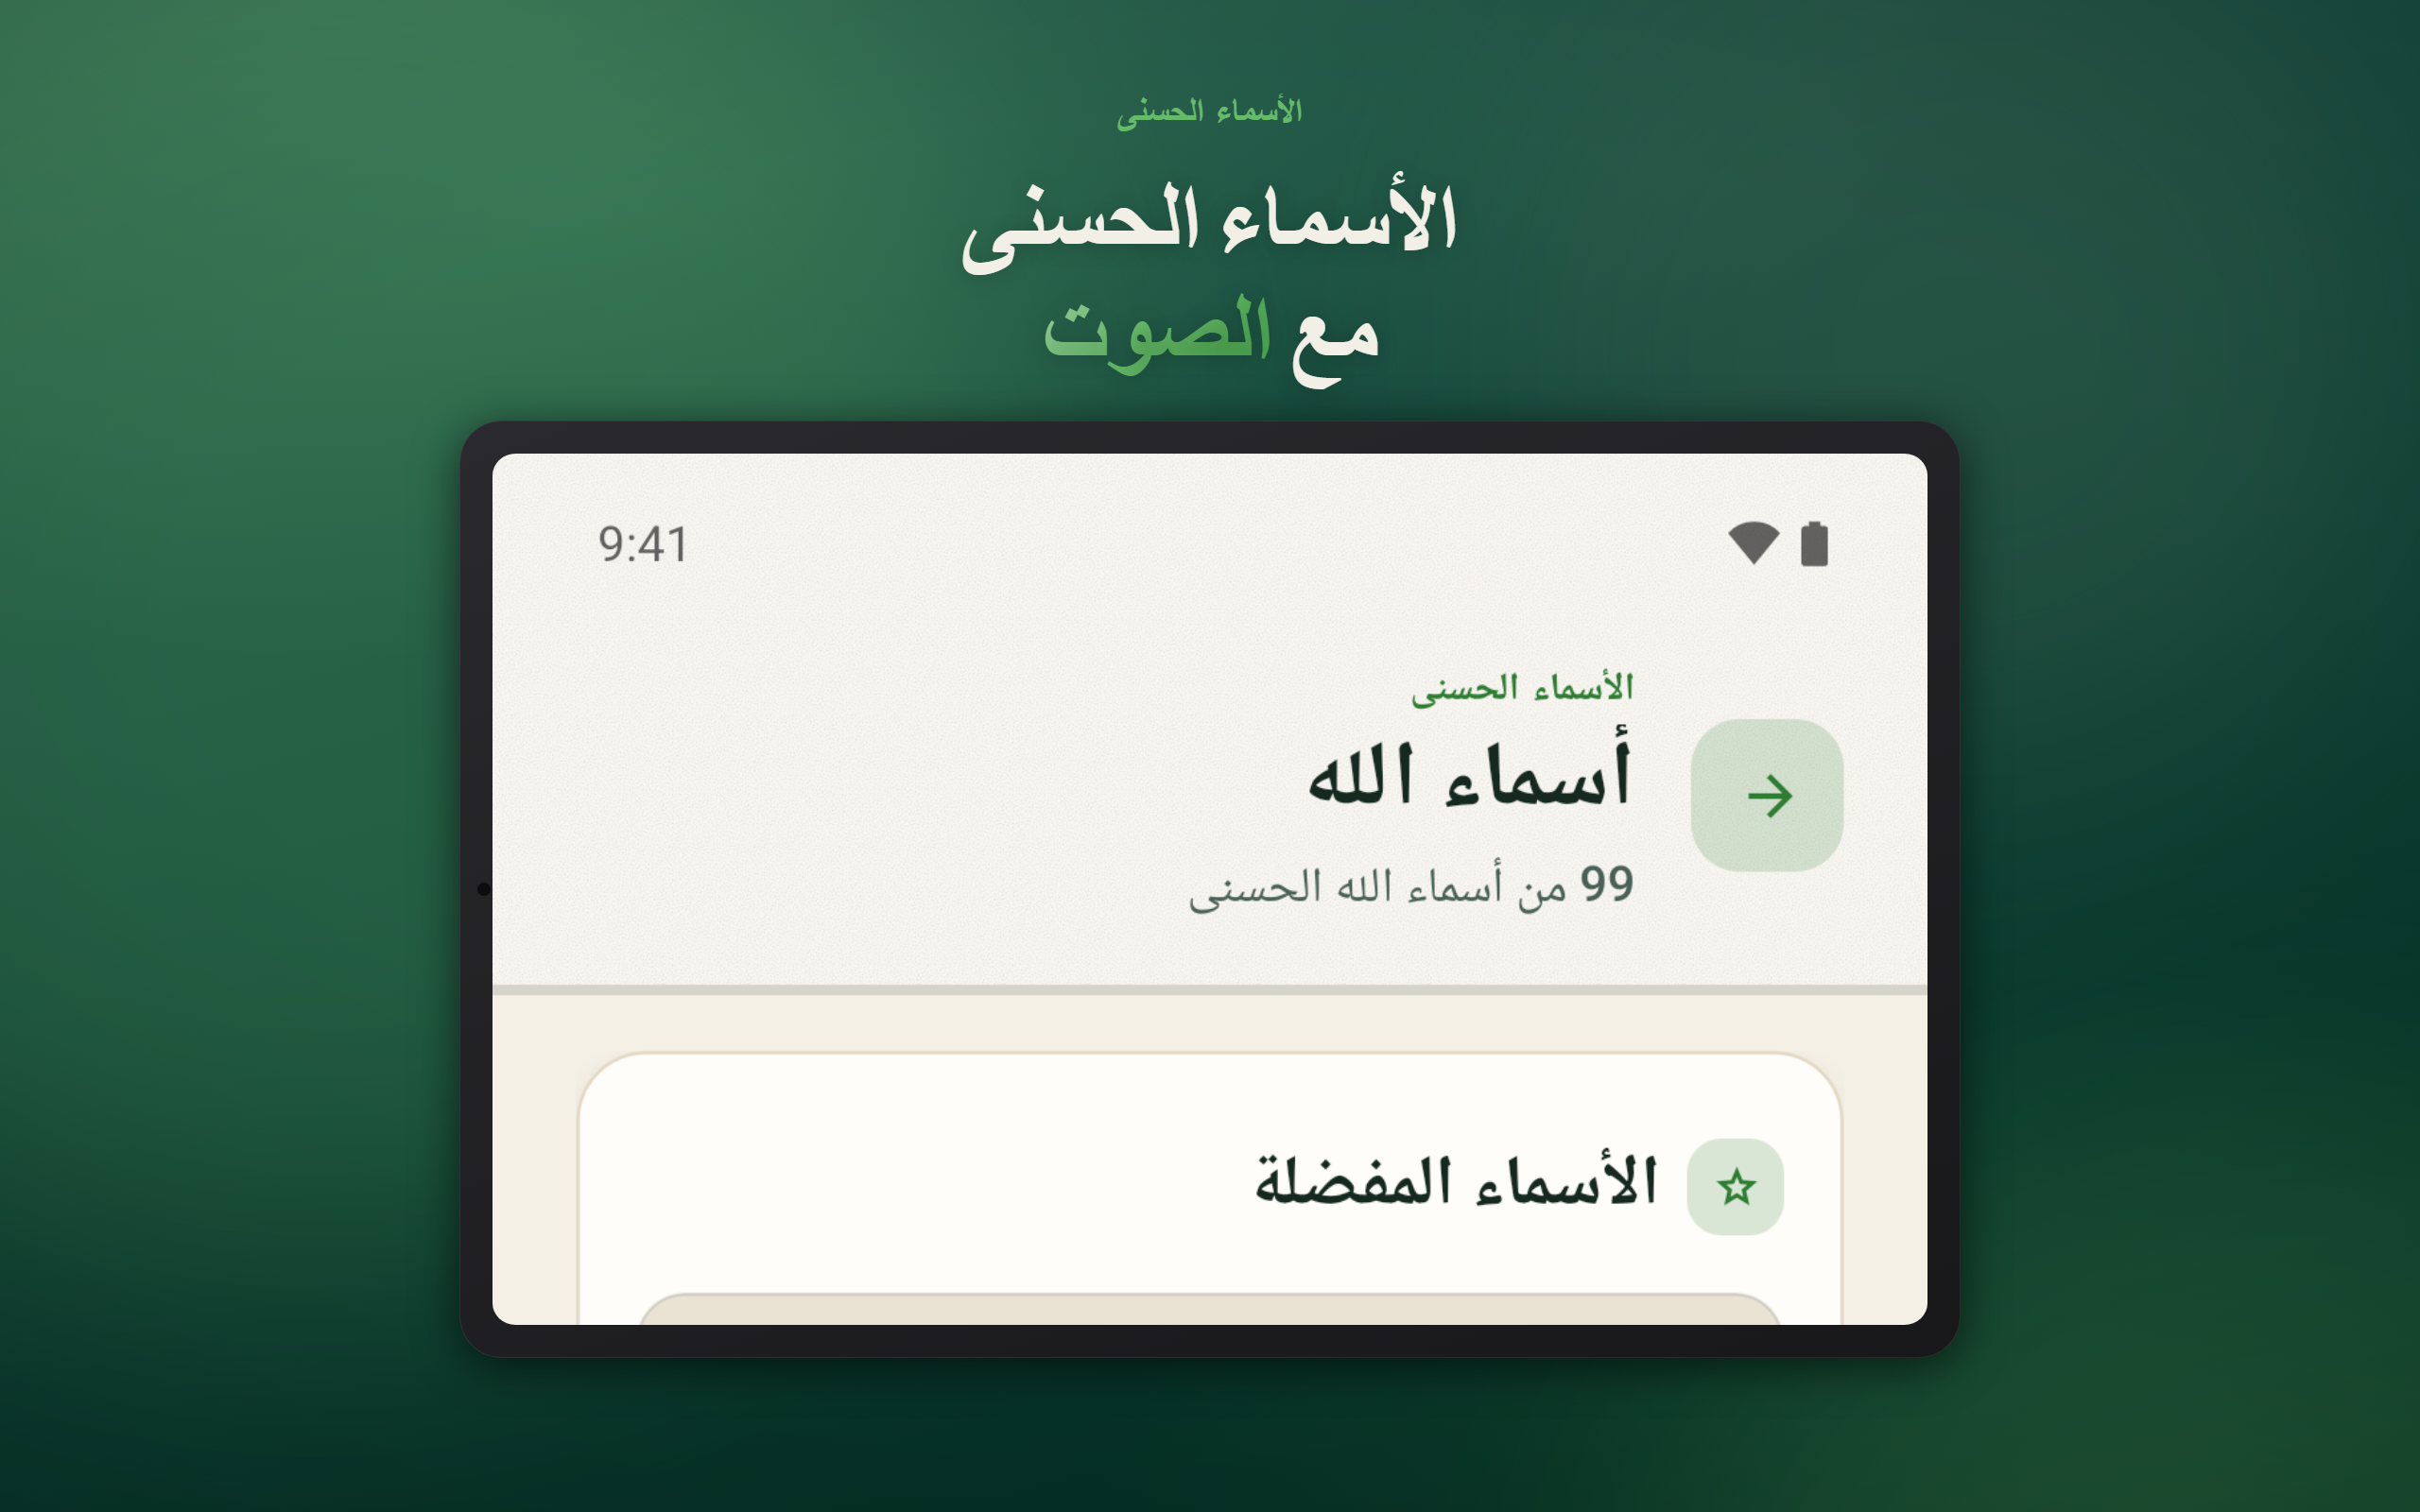 الأسماء الحسنى
الأسماء الحسنى
مع الصوت
9:41
الأسماء الحسنى
أسماء الله
99 من أسماء الله الحسنى
الأسماء المفضلة